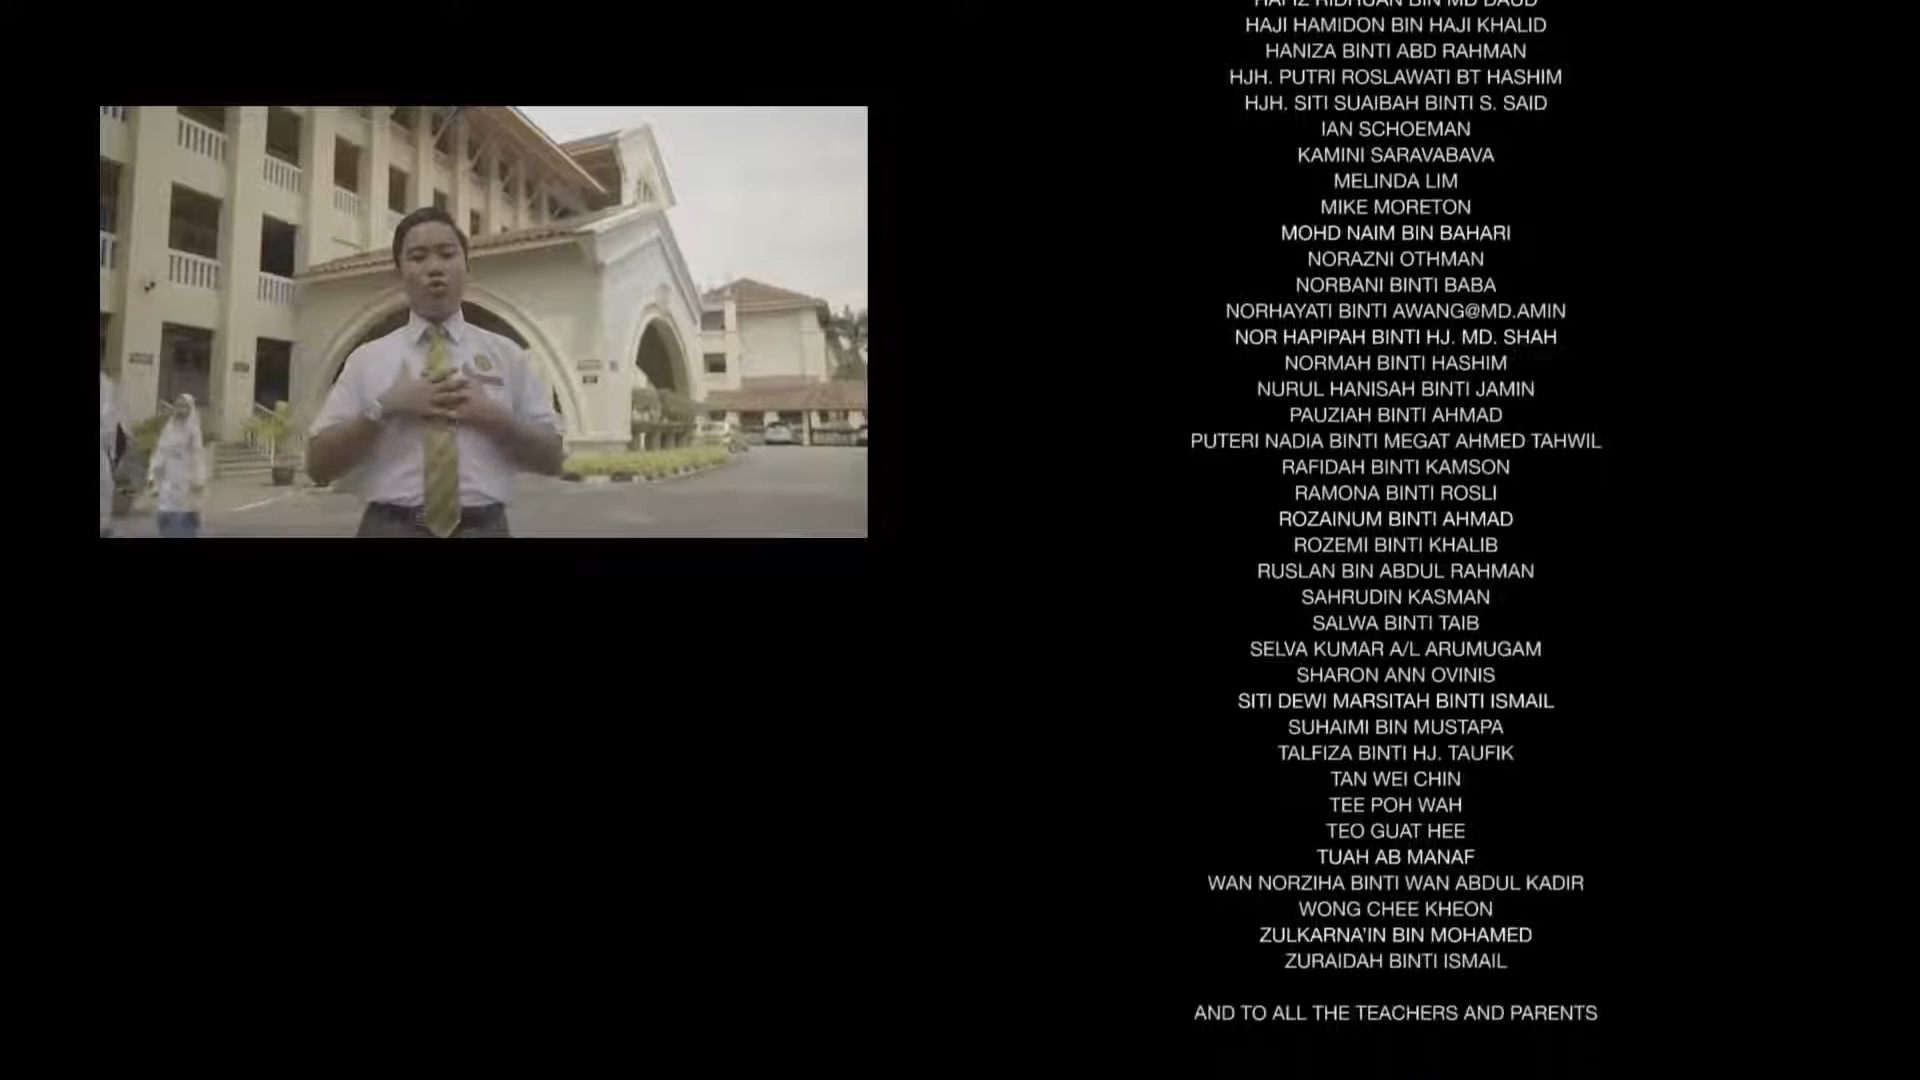 HAFIZ RIDHUAN BIN MD DAUD
HAJI HAMIDON BIN HAJI KHALID
HANIZA BINTI ABD RAHMAN
HJH. PUTRI ROSLAWATI BT HASHIM
HJH. SITI SUAIBAH BINTI S. SAID
IAN SCHOEMAN
KAMINI SARAVABAVA
MELINDA LIM
MIKE MORETON
MOHD NAIM BIN BAHARI
NORAZNI OTHMAN
NORBANI BINTI BABA
NORHAYATI BINTI AWANG@MD.AMIN
NOR HAPIPAH BINTI HJ. MD. SHAH
NORMAH BINTI HASHIM
NURUL HANISAH BINTI JAMIN
PAUZIAH BINTI AHMAD
PUTERI NADIA BINTI MEGAT AHMED TAHWIL
RAFIDAH BINTI KAMSON
RAMONA BINTI ROSLI
ROZAINUM BINTI AHMAD
ROZEMI BINTI KHALIB
RUSLAN BIN ABDUL RAHMAN
SAHRUDIN KASMAN
SALWA BINTI TAIB
SELVA KUMAR A/L ARUMUGAM
SHARON ANN OVINIS
SITI DEWI MARSITAH BINTI ISMAIL
SUHAIMI BIN MUSTAPA
TALFIZA BINTI HJ. TAUFIK
TAN WEI CHIN
TEE POH WAH
TEO GUAT HEE
TUAH AB MANAF
WAN NORZIHA BINTI WAN ABDUL KADIR
WONG CHEE KHEON
ZULKARNA'IN BIN MOHAMED
ZURAIDAH BINTI ISMAIL
AND TO ALL THE TEACHERS AND PARENTS